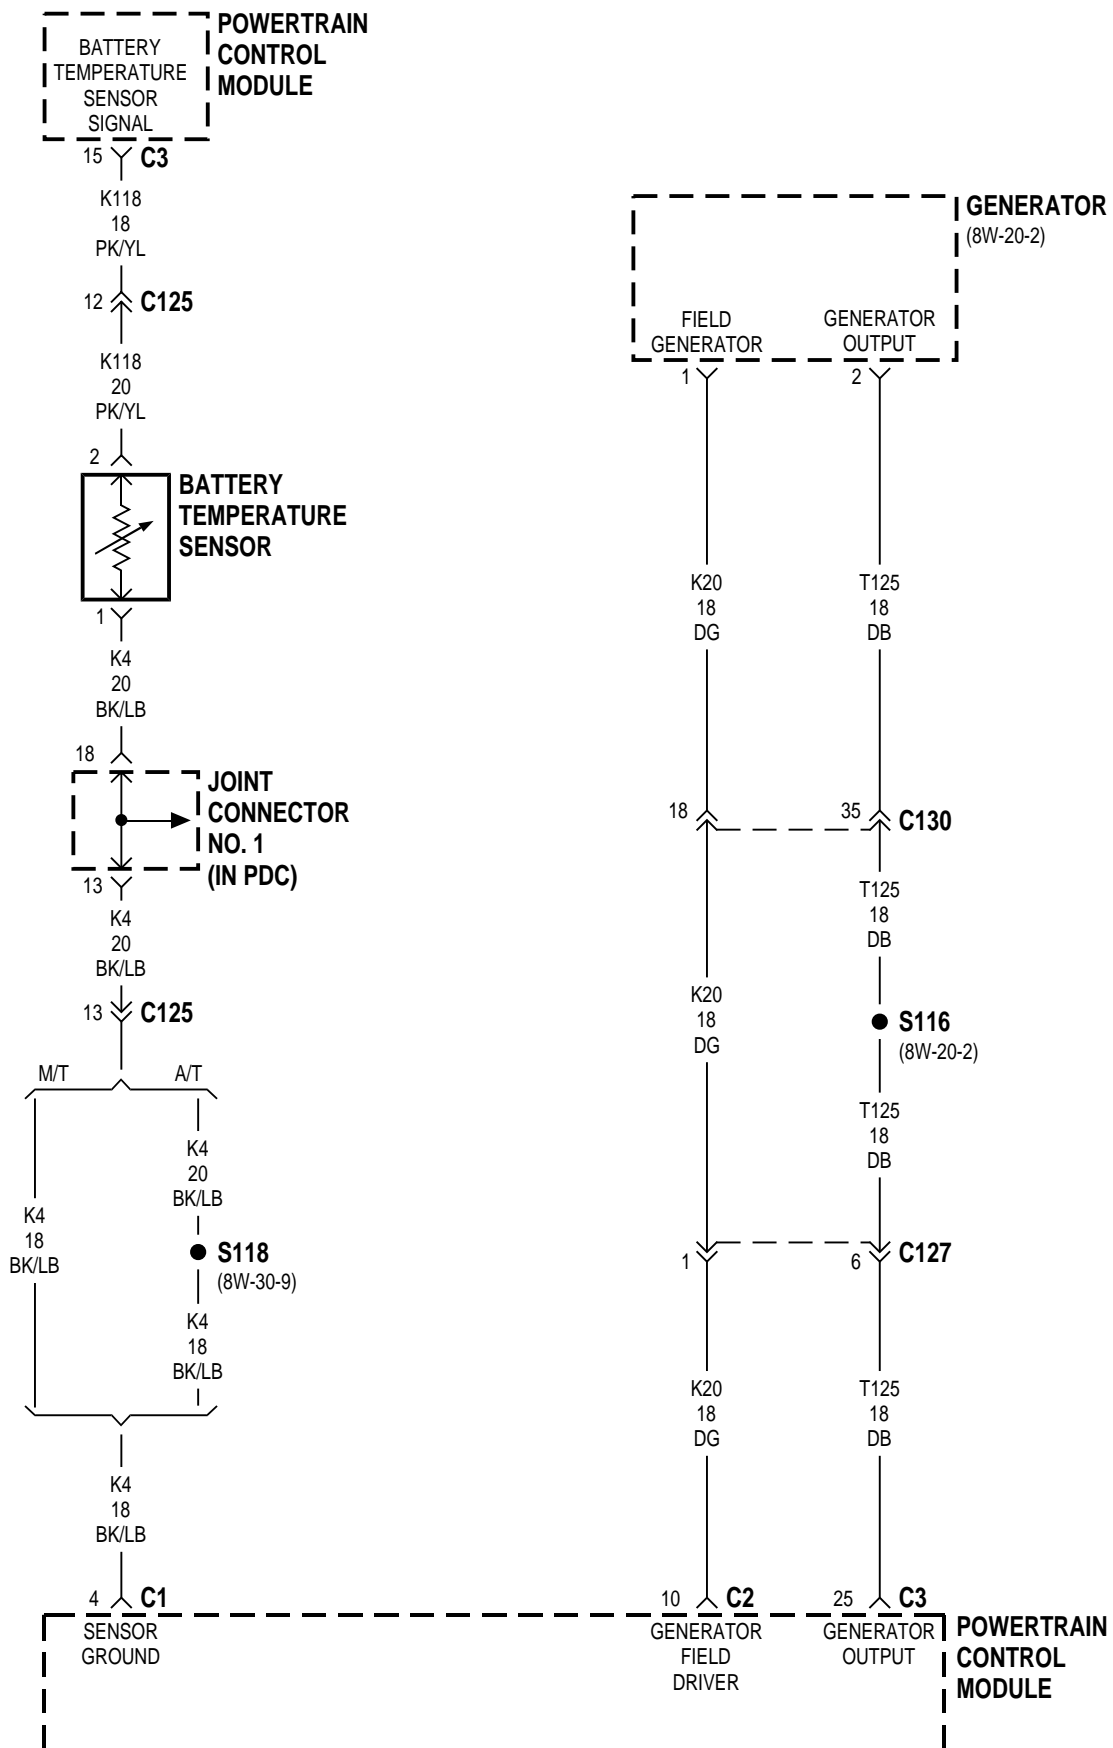 POWERTRAIN
CONTROL
MODULE
BATTERY
TEMPERATURE
SENSOR
SIGNAL
15
C3
K118
18
PK/YL
12
C125
K118
20
PK/YL
2
BATTERY
TEMPERATURE
SENSOR
1
K4
20
BK/LB
18
JOINT
CONNECTOR
NO. 1
(IN PDC)
13
K4
20
BK/LB
13
C125
M/T
A/T
K4
18
BK/LB
K4
20
BK/LB
S118
(8W-30-9)
K4
18
BK/LB
K4
18
BK/LB
4
C1
SENSOR
GROUND
GENERATOR
(8W-20-2)
FIELD
GENERATOR
GENERATOR
OUTPUT
1
2
K20
18
DG
T125
18
DB
18
35
C130
K20
18
DG
T125
18
DB
S116
(8W-20-2)
T125
18
DB
1
6
C127
K20
18
DG
T125
18
DB
10
C2
25
C3
GENERATOR
FIELD
DRIVER
GENERATOR
OUTPUT
POWERTRAIN
CONTROL
MODULE